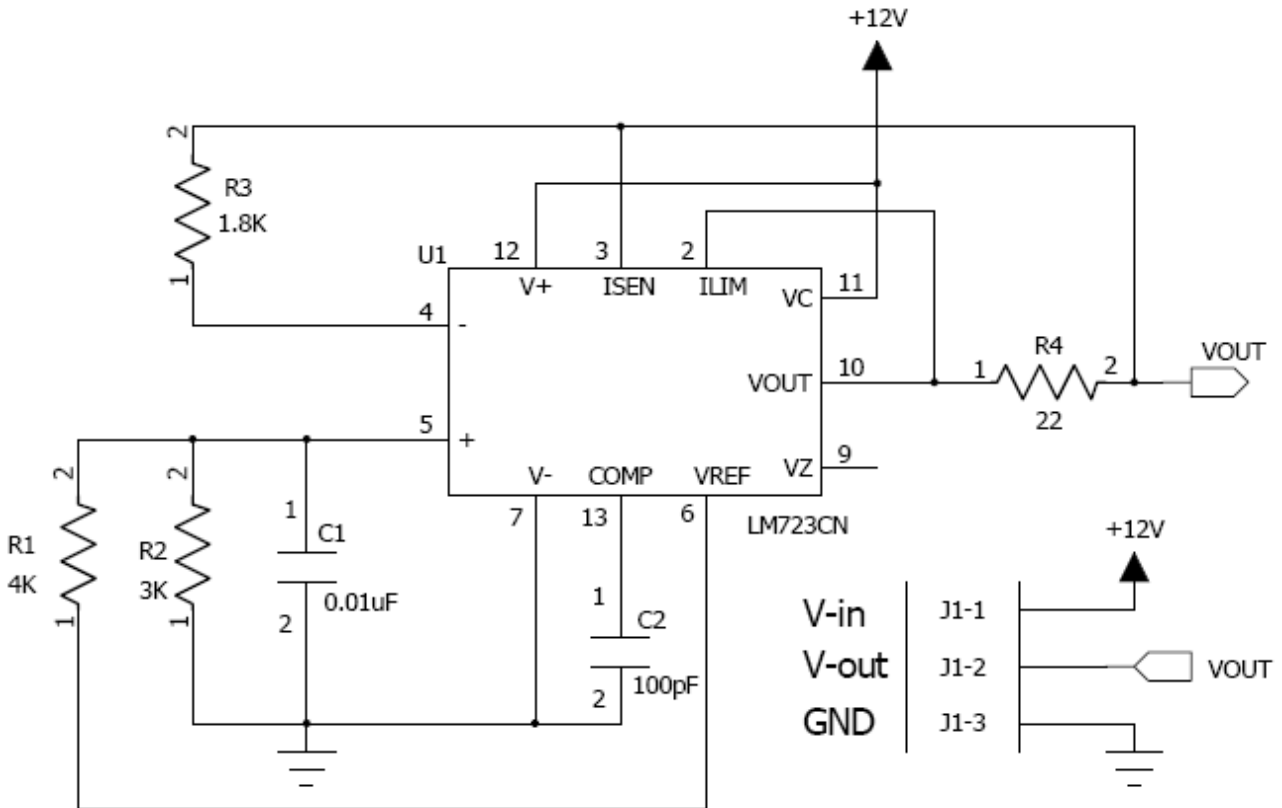 +12V
2
R3
1.8K
1
U1
12
3
2
V+
ISEN
ILIM
VC
11
4
-
R4
VOUT
VOUT
10
1
2
22
5
+
VZ
9
V-
COMP
VREF
7
13
6
LM723CN
2
2
1
C1
R1
4K
R2
3K
0.01uF
1
1
2
1
C2
100pF
2
+12V
V-in
J1-1
V-out
J1-2
VOUT
GND
J1-3